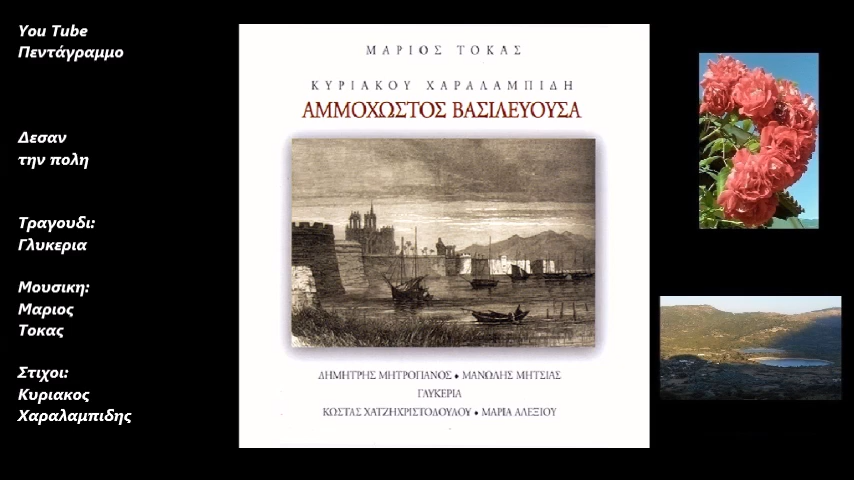 You Tube
Πεντάγραμμο
Δεσαν
την πολη
Τραγουδι:
Γλυκερια
Μουσικη:
Μαριος
Τοκας
Στιχοι:
Κυριακος
Χαραλαμπιδης
ΜΑΡΙΟΣ ΤΟΚΑΣ
ΚΥΡΙΑΚΟΥ ΧΑΡΑΛΑΜΠΙΔΗ
ΑΜΜΟΧΩΣΤΟΣ ΒΑΣΙΛΕΥΟΥΣΑ
ΔΗΜΗΤΡΗΣ ΜΗΤΡΟΠΑΝΟΣ • ΜΑΝΩΛΗΣ ΜΗΤΣΙΑΣ
ΓΛΥΚΕΡΙΑ
ΚΩΣΤΑΣ ΧΑΤΖΗΧΡΙΣΤΟΔΟΥΛΟΥ • ΜΑΡΙΑ ΑΛΕΞΙΟΥ